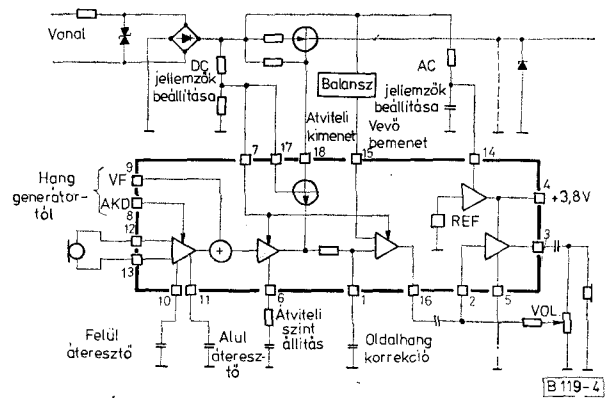 Vonal
DC
jellemzők
beállítása
Balansz
AC
jellemzők
beállítása
Atviteli
kimenet
Vevő
bemenet
7
17
18
15
14
9
VF
Hang
generátor-
tól
AKD
8
12
13
+
REF
4
+3,8V
3
10
11
6
1
16
2
5
Felül
áteresztő
Alul
áteresz-
tő
Átviteli
szint
állítás
Oldalhang
korrekció
VOL.
B 119-4